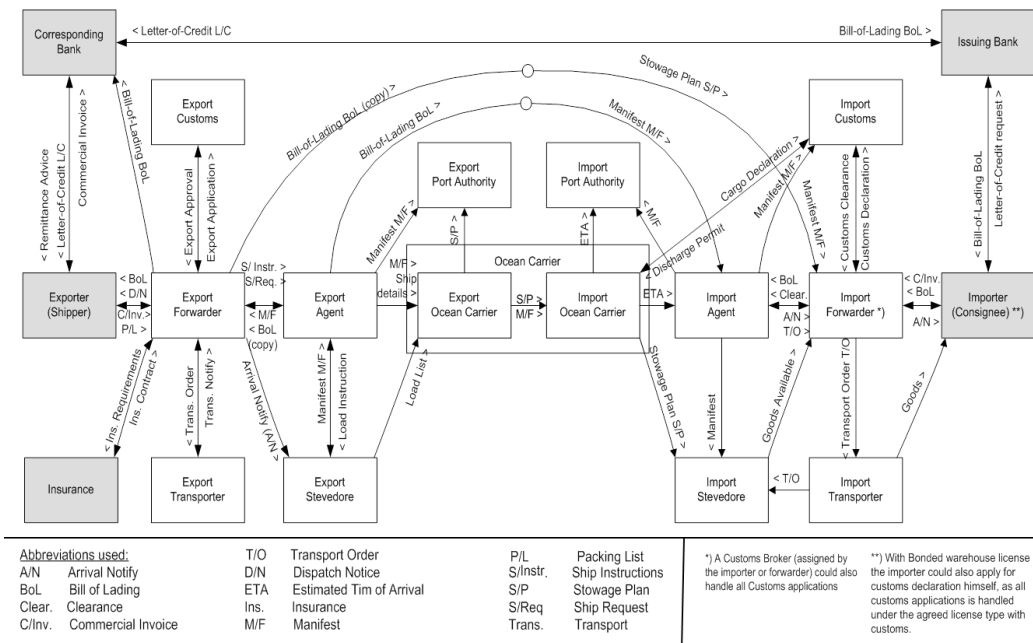 Corresponding
Bank
< Letter-of-Credit L/C
Bill-of-Lading BoL >
Issuing Bank
< Remittance Advice
< Letter-of-Credit L/C
Commercial Invoice >
< Bill-of-Lading BoL
Export
Customs
Bill-of-Lading BoL (copy) >
Bill-of-Lading BoL >
Stowage Plan
S/P >
Manifest M/F >
Import
Customs
< Export Approval
Export Application >
Export
Port Authority
Import
Port Authority
Cargo Declaration >
Manifest M/F >
Manifest M/F >
< Customs Clearance
Customs Declaration >
< Bill-of-Lading BoL
Letter-of-Credit request >
Manifest M/F >
S/P >
ETA >
< M/F
< Discharge Permit
Ocean Carrier
Exporter
(Shipper)
< BoL
< D/N
C/Inv. >
P/L >
Export
Forwarder
S/ Instr. >
S/Req. >
< M/F
< BoL
(copy)
Export
Agent
M/F >
Ship
details >
Export
Ocean Carrier
S/P >
M/F >
Import
Ocean Carrier
ETA >
Import
Agent
< BoL
< Clear.
A/N >
T/O >
Import
Forwarder *)
< C/Inv.
< BoL
A/N >
Importer
(Consignee) **)
< Ins. Requirements
Ins. Contract >
< Trans. Order
Trans. Notify >
Arrival Notify (A/N >
Manifest M/F >
< Load Instruction
Load List >
Stowage Plan S/P >
< Manifest
Goods Available >
< Transport Order T/O
Goods >
Insurance
Export
Transporter
Export
Stevedore
Import
Stevedore
< T/O
Import
Transporter
Abbreviations used:
A/N Arrival Notify
BoL Bill of Lading
Clear. Clearance
C/Inv. Commercial Invoice
T/O Transport Order
D/N Dispatch Notice
ETA Estimated Tim of Arrival
Ins. Insurance
M/F Manifest
P/L Packing List
S/Instr. Ship Instructions
S/P Stowage Plan
S/Req Ship Request
Trans. Transport
*) A Customs Broker (assigned by
the importor or forwarder) could also
handle all Customs applications
**) With Bonded warehouse license
the importer could also apply for
customs declaration himself, as all
customs applications is handled
under the agreed license type with
customs.